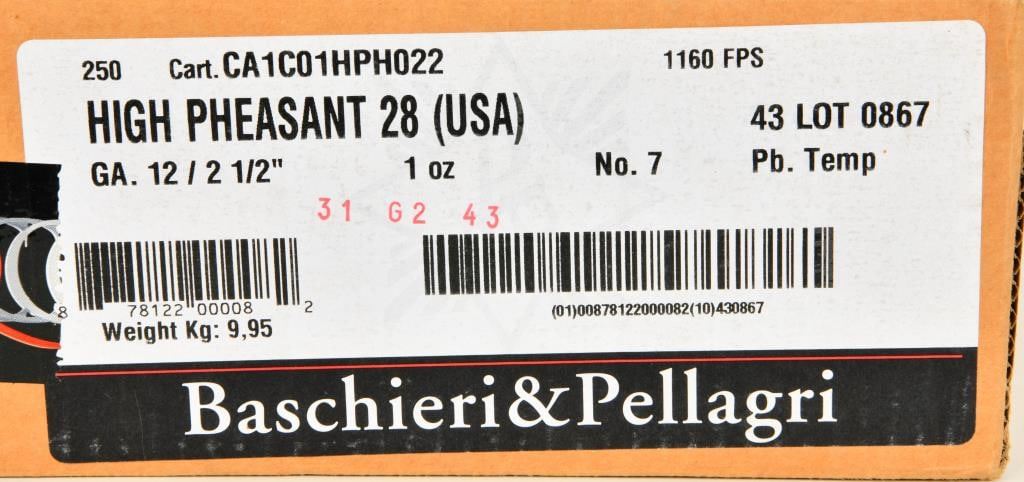 250 Cart. CA1C01HPH022 1160 FPS
HIGH PHEASANT 28 (USA) 43 LOT 0867
GA. 12 / 2 1/2" 1 oz No. 7 Pb. Temp
31 G2 43
8 78122 00008 2
(01)00878122000082(10)430867
Weight Kg: 9,95
Baschieri&Pellagri